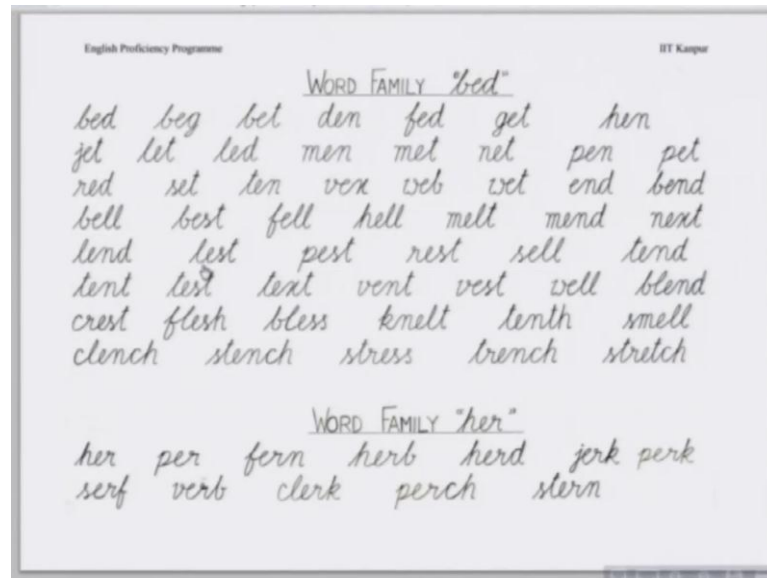 English Proficiency Programme IIT Kanpur
WORD FAMILY "bed"
bed beg bet den fed get hen
jet let led men met net pen pet
red set ten vex web wet end bend
bell best fell hell melt mend next
lend lest pest rest sell tend
tent test text vent vest well blend
crest flesh bless knelt tenth smell
clench stench stress trench stretch
WORD FAMILY "her"
her per fern herb herd jerk perk
serf verb clerk perch stern